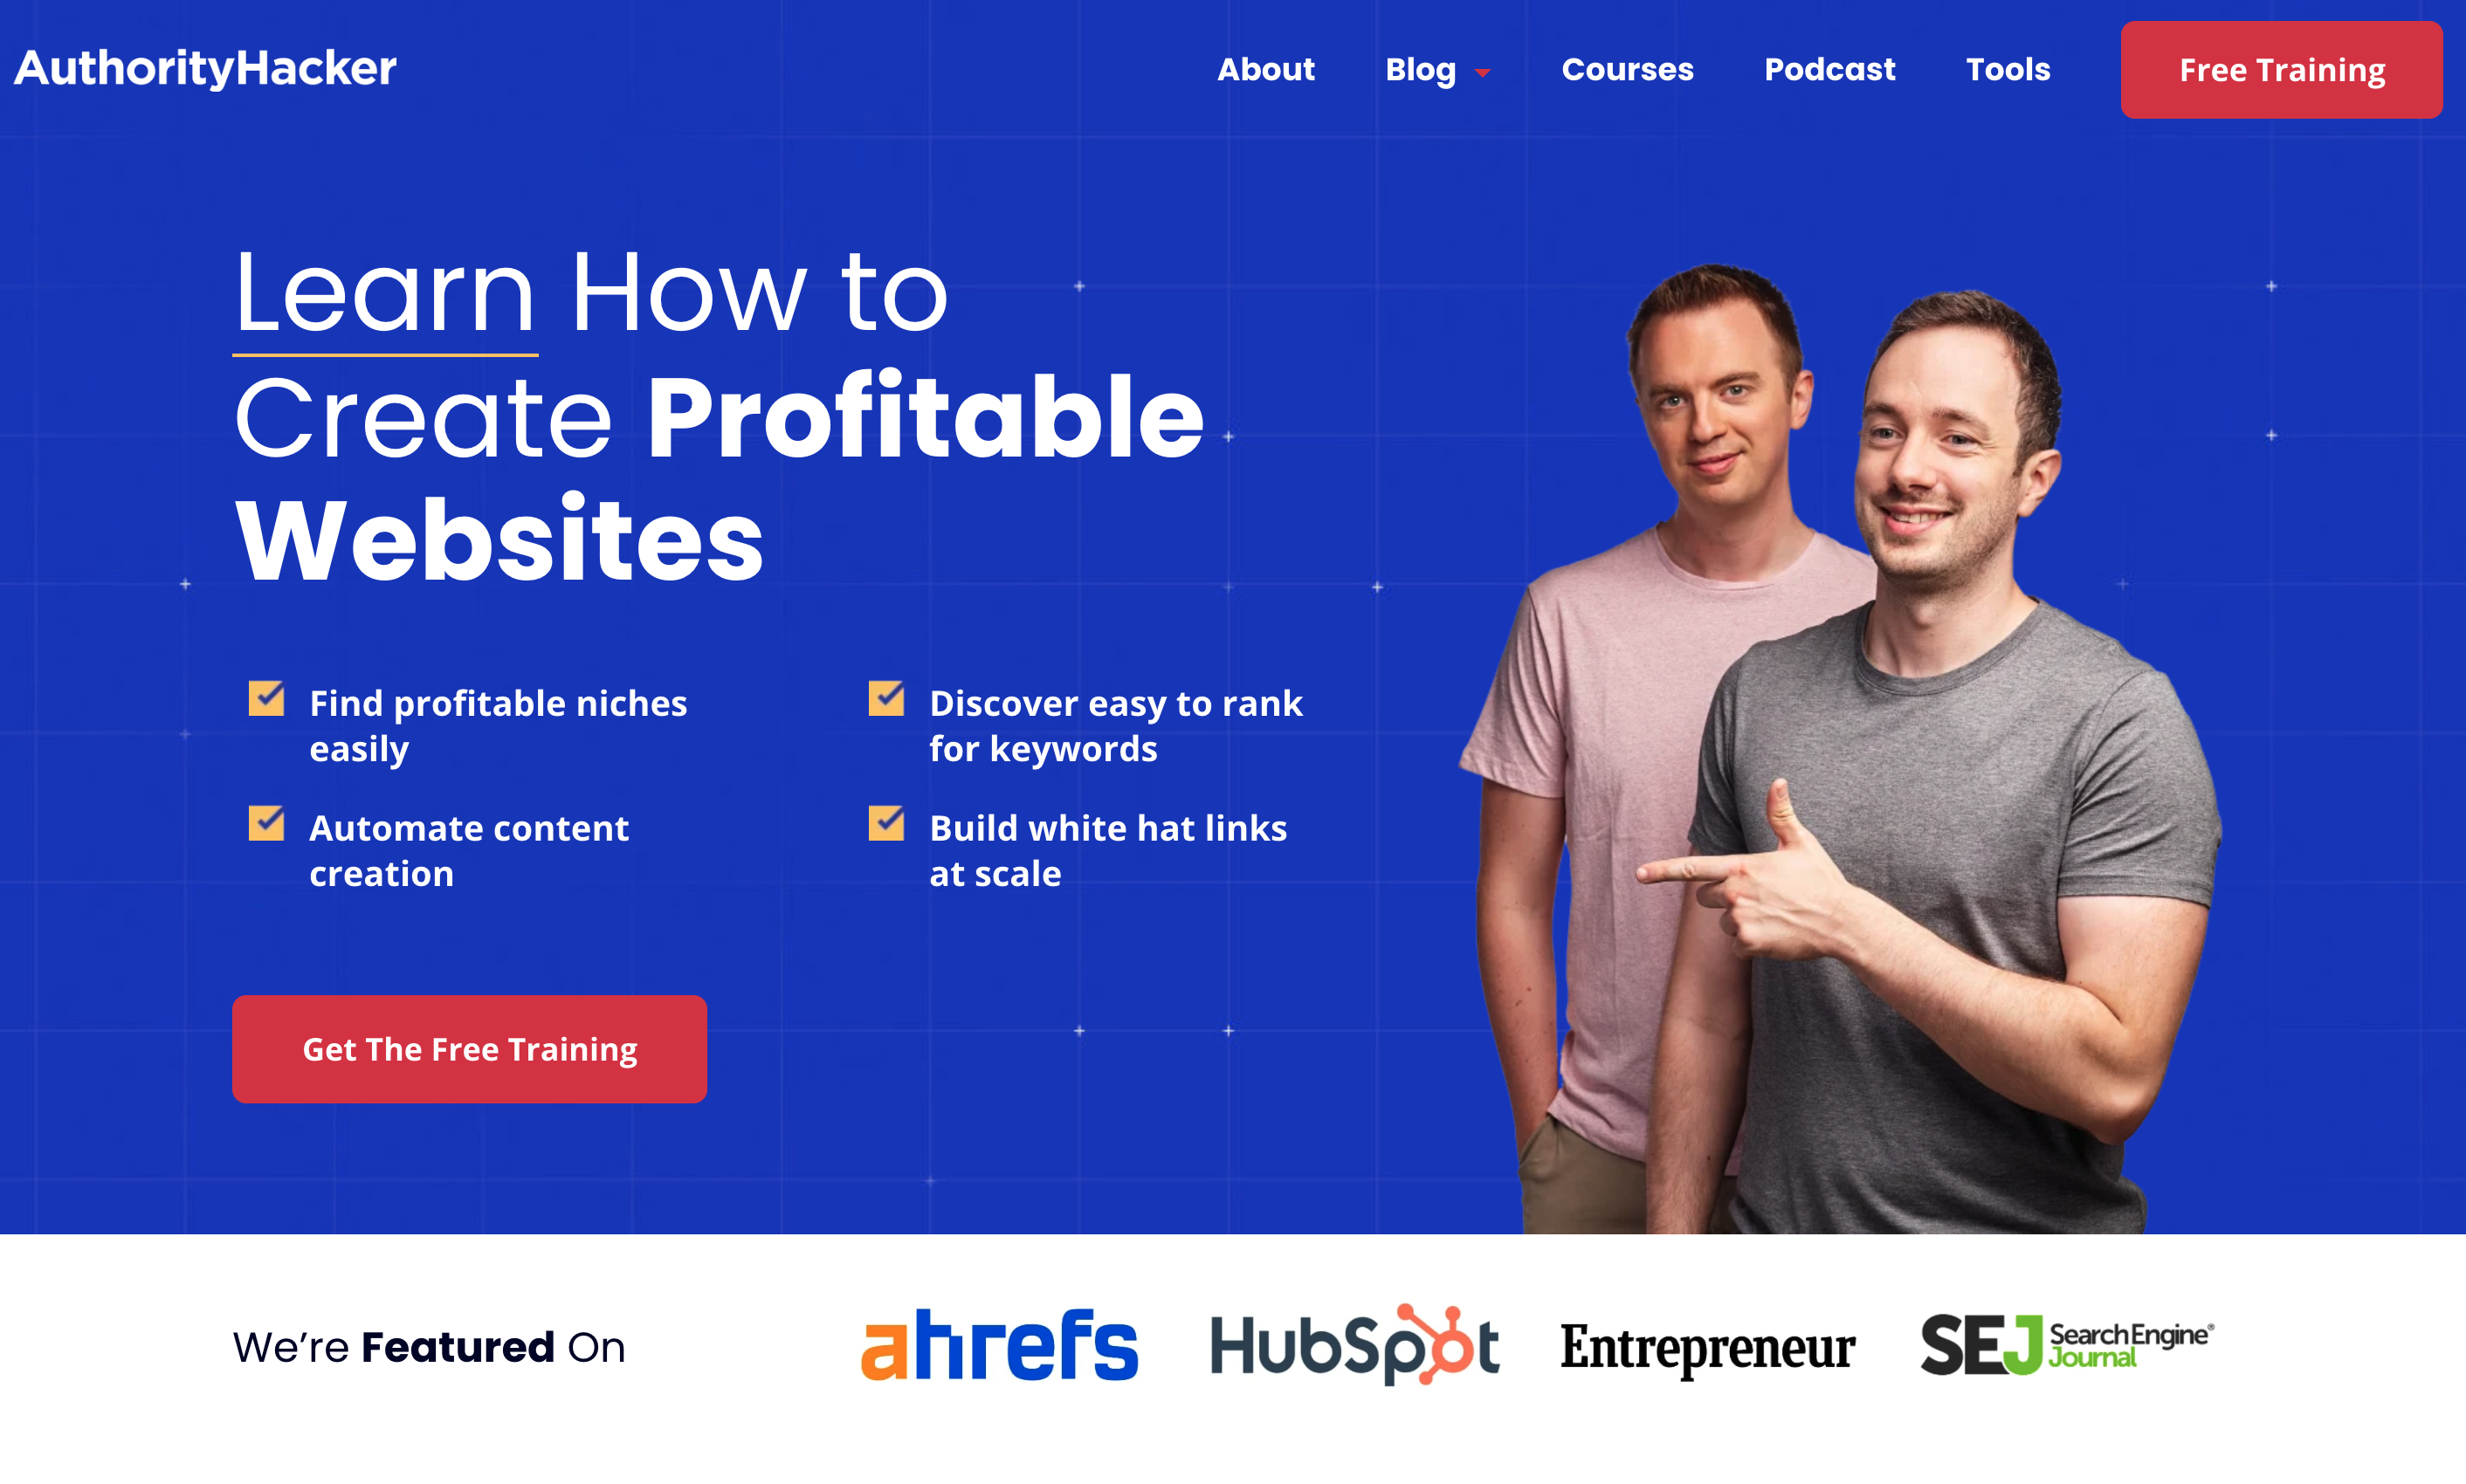 AuthorityHacker
About Blog Courses Podcast Tools Free Training
Learn How to
Create Profitable
Websites
Find profitable niches
easily
Discover easy to rank
for keywords
Automate content
creation
Build white hat links
at scale
Get The Free Training
We’re Featured On
ahrefs
HubSpot
Entrepreneur
SEJ Search Engine®
Journal